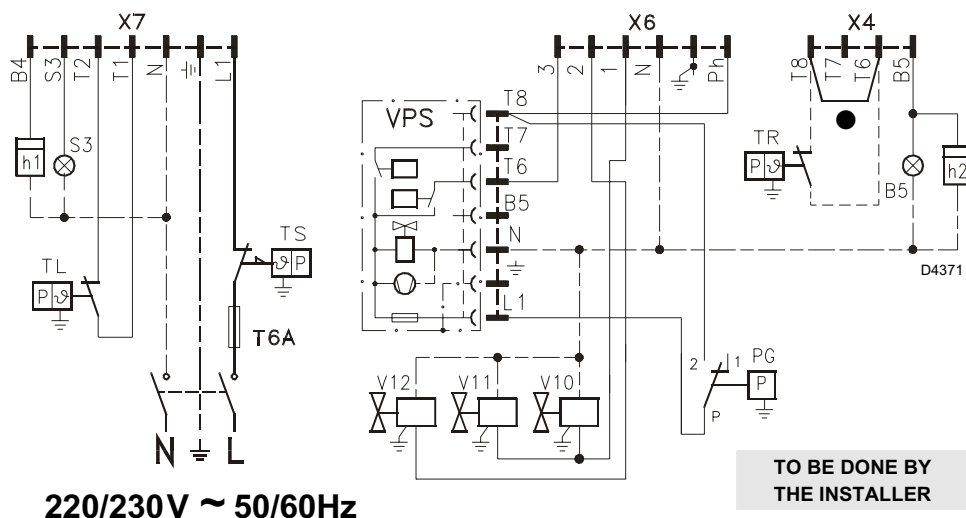 X7
X6
X4
B4
S3
T2
T1
N
L1
3
2
1
N
Ph
T8
T7
T6
B5
VPS
T8
T7
T6
B5
N
L1
h1
S3
TL
P ϑ
TS
ϑ P
T6A
TR
P ϑ
B5
h2
D4371
V12
V11
V10
2
1
PG
P
P
N
L
220/230V ~ 50/60Hz
TO BE DONE BY
THE INSTALLER